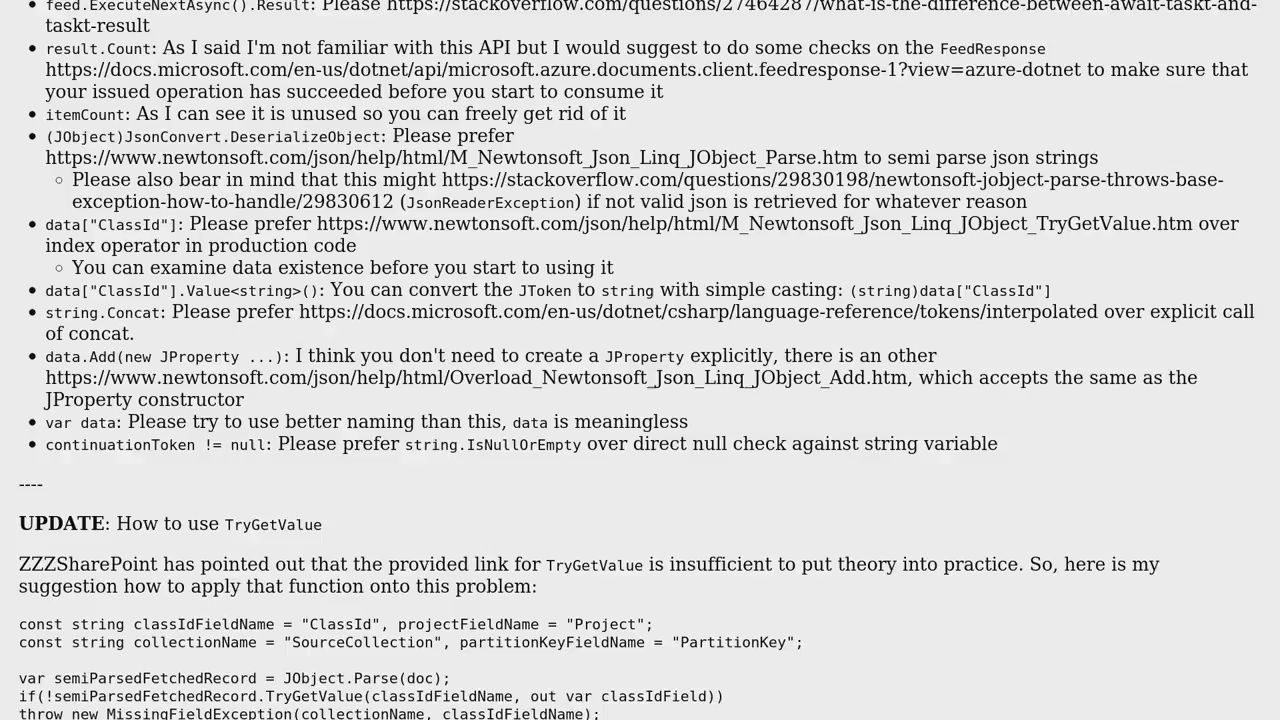 feed.ExecuteNextAsync().Result: Please https://stackoverflow.com/questions/27464287/what-is-the-difference-between-await-taskt-and-
taskt-result
result.Count: As I said I'm not familiar with this API but I would suggest to do some checks on the FeedResponse
https://docs.microsoft.com/en-us/dotnet/api/microsoft.azure.documents.client.feedresponse-1?view=azure-dotnet to make sure that
your issued operation has succeeded before you start to consume it
itemCount: As I can see it is unused so you can freely get rid of it
(JObject)JsonConvert.DeserializeObject: Please prefer
https://www.newtonsoft.com/json/help/html/M_Newtonsoft_Json_Linq_JObject_Parse.htm to semi parse json strings
Please also bear in mind that this might https://stackoverflow.com/questions/29830198/newtonsoft-jobject-parse-throws-base-
exception-how-to-handle/29830612 (JsonReaderException) if not valid json is retrieved for whatever reason
data["ClassId"]: Please prefer https://www.newtonsoft.com/json/help/html/M_Newtonsoft_Json_Linq_JObject_TryGetValue.htm over
index operator in production code
You can examine data existence before you start to using it
data["ClassId"].Value<string>(): You can convert the JToken to string with simple casting: (string)data["ClassId"]
string.Concat: Please prefer https://docs.microsoft.com/en-us/dotnet/csharp/language-reference/tokens/interpolated over explicit call
of concat.
data.Add(new JProperty ...): I think you don't need to create a JProperty explicitly, there is an other
https://www.newtonsoft.com/json/help/html/Overload_Newtonsoft_Json_Linq_JObject_Add.htm, which accepts the same as the
JProperty constructor
var data: Please try to use better naming than this, data is meaningless
continuationToken != null: Please prefer string.IsNullOrEmpty over direct null check against string variable
----
UPDATE: How to use TryGetValue
ZZZSharePoint has pointed out that the provided link for TryGetValue is insufficient to put theory into practice. So, here is my
suggestion how to apply that function onto this problem:
const string classIdFieldName = "ClassId", projectFieldName = "Project";
const string collectionName = "SourceCollection", partitionKeyFieldName = "PartitionKey";
var semiParsedFetchedRecord = JObject.Parse(doc);
if(!semiParsedFetchedRecord.TryGetValue(classIdFieldName, out var classIdField))
throw new MissingFieldException(collectionName, classIdFieldName);